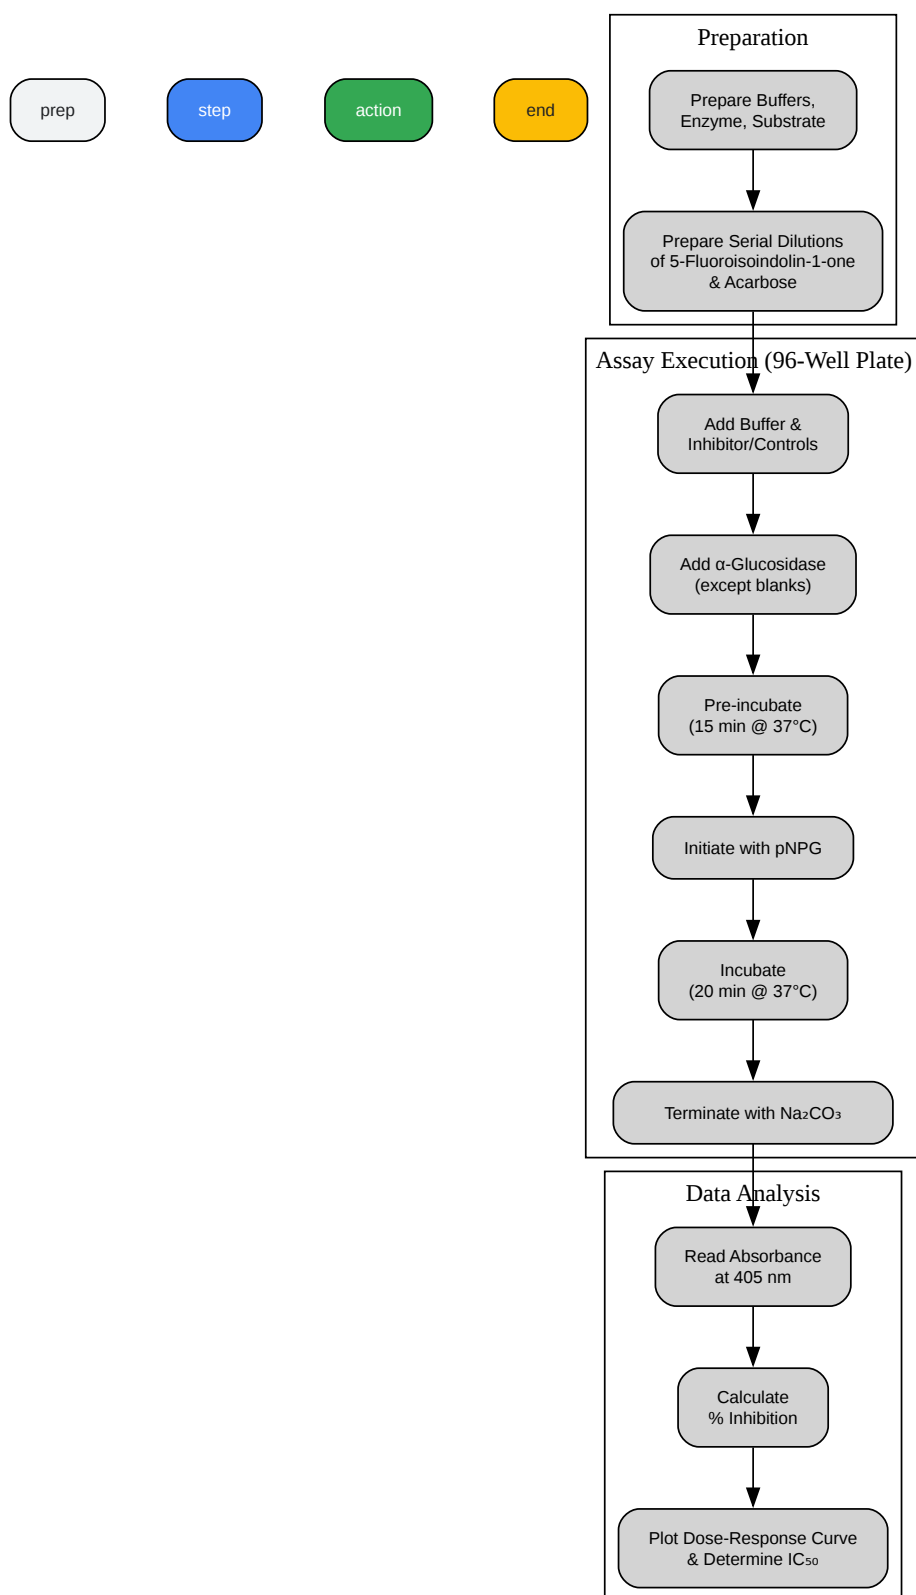 prep
step
action
end
Preparation
Prepare Buffers,
Enzyme, Substrate
Prepare Serial Dilutions
of 5-Fluoroisoindolin-1-one
& Acarbose
Assay Execution (96-Well Plate)
Add Buffer &
Inhibitor/Controls
Add α-Glucosidase
(except blanks)
Pre-incubate
(15 min @ 37°C)
Initiate with pNPG
Incubate
(20 min @ 37°C)
Terminate with Na₂CO₃
Data Analysis
Read Absorbance
at 405 nm
Calculate
% Inhibition
Plot Dose-Response Curve
& Determine IC₅₀